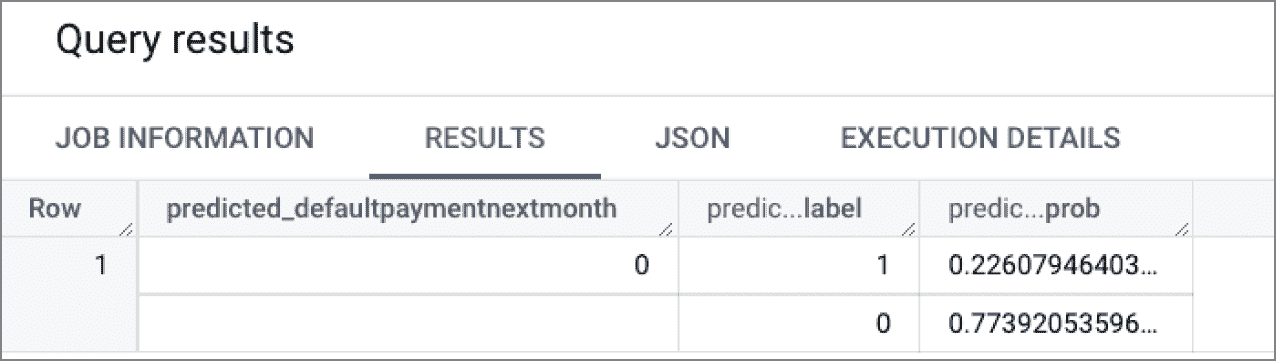 Query results
JOB INFORMATION RESULTS JSON EXECUTION DETAILS
Row predicted_defaultpaymentnextmonth predic...label predic...prob
1 0 1 0.22607946403...
0 0.77392053596...